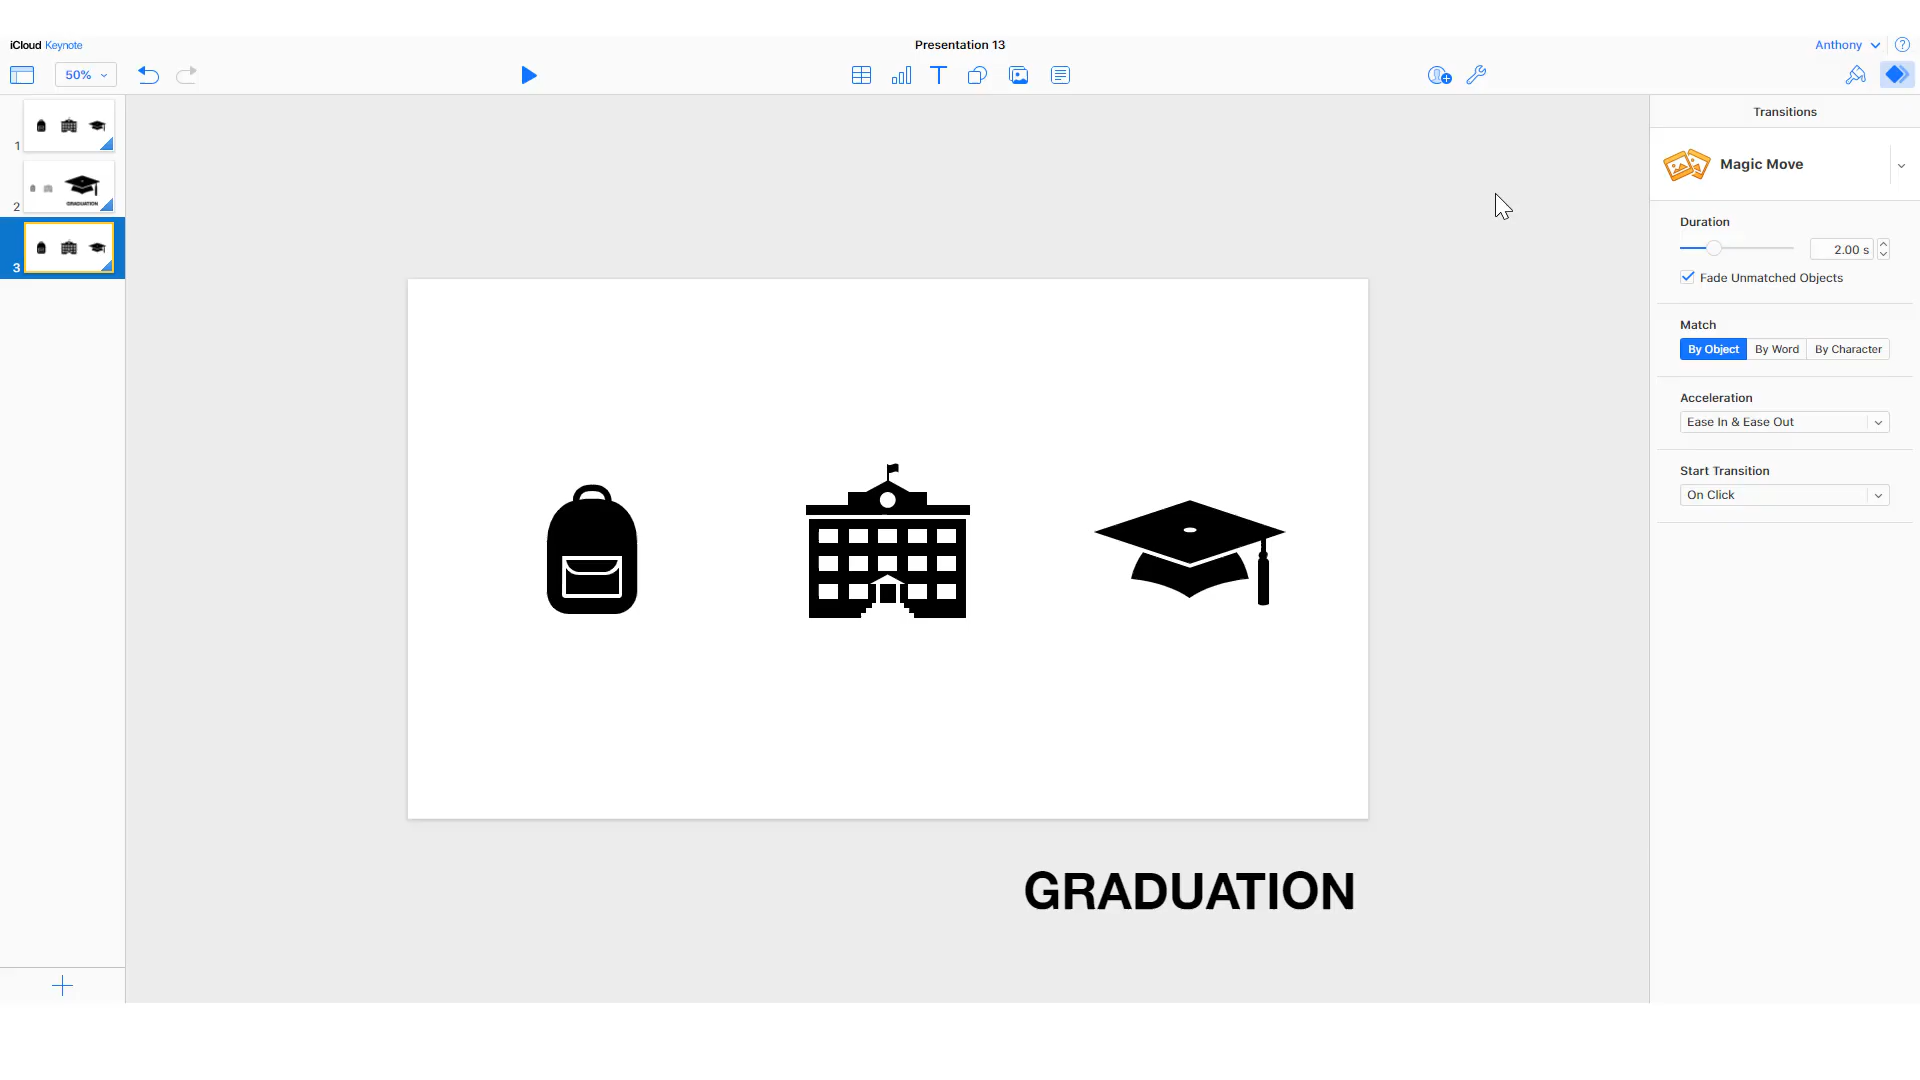 iCloud Keynote
Presentation 13
Anthony
50%
Transitions
Magic Move
Duration
2.00 s
Fade Unmatched Objects
Match
By Object
By Word
By Character
Acceleration
Ease In & Ease Out
Start Transition
On Click
1
2
GRADUATION
3
GRADUATION